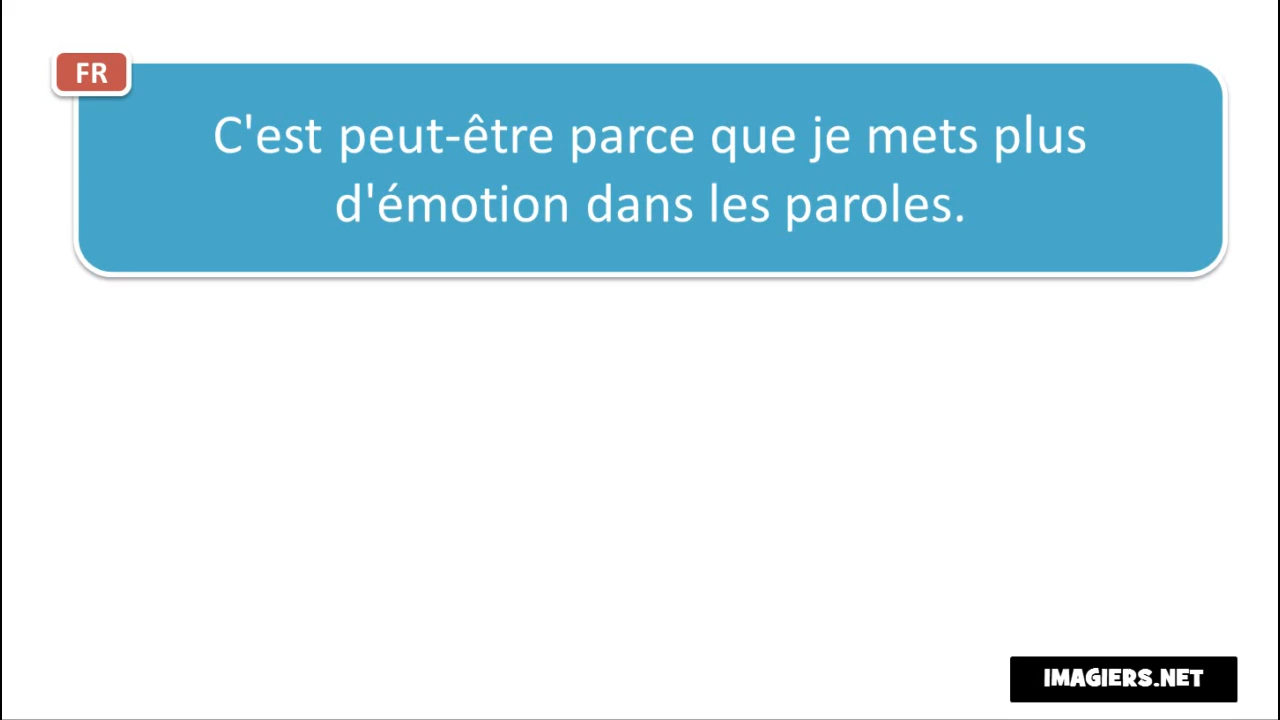 FR
C'est peut-être parce que je mets plus
d'émotion dans les paroles.
IMAGIERS.NET